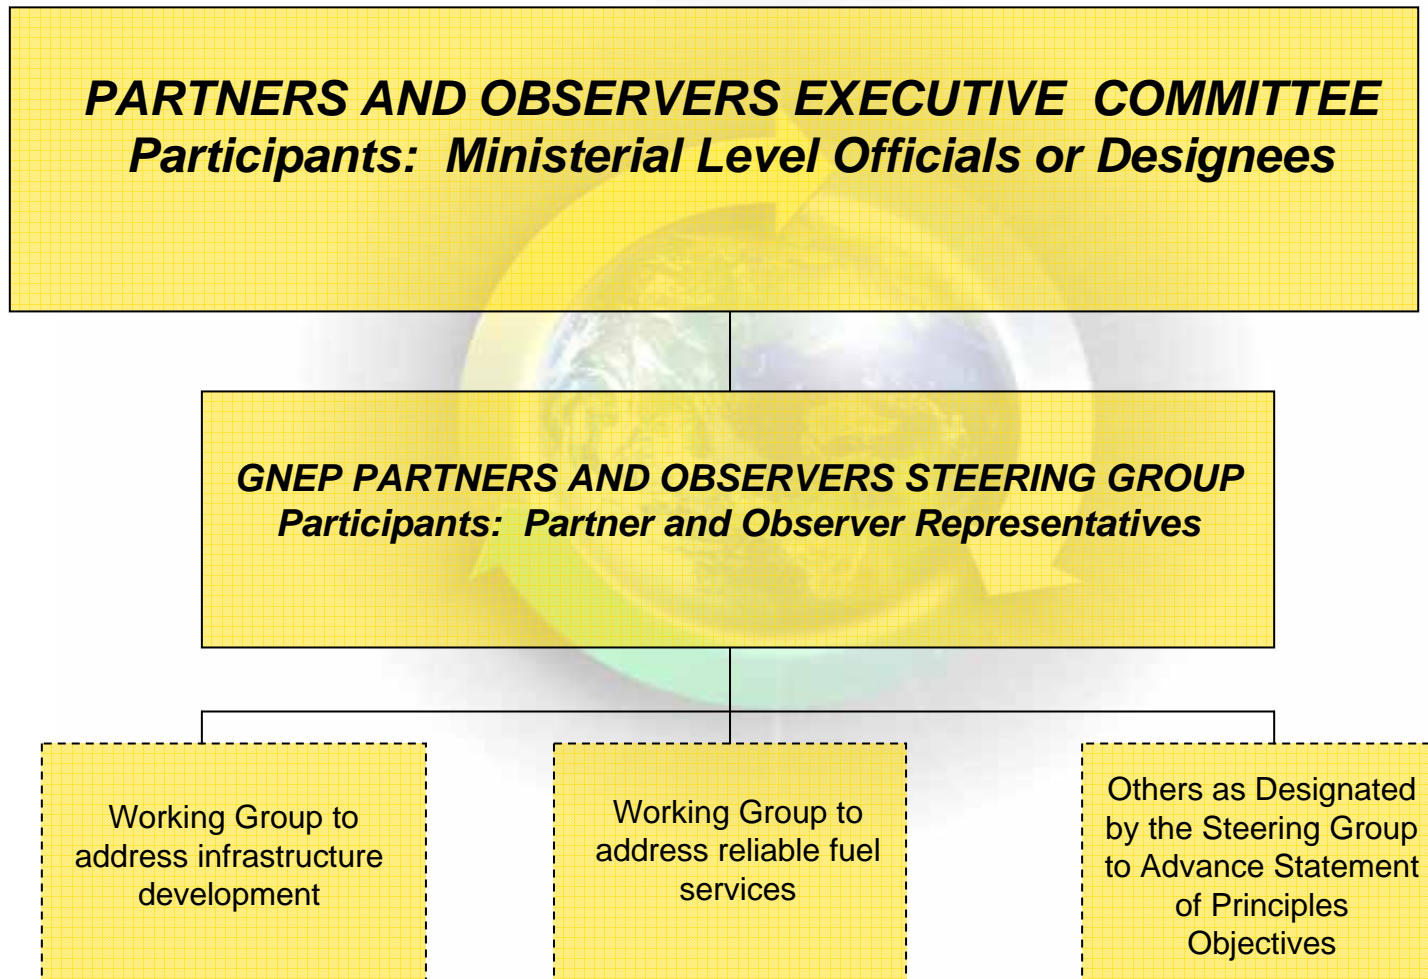 PARTNERS AND OBSERVERS EXECUTIVE COMMITTEE
Participants: Ministerial Level Officials or Designees
GNEP PARTNERS AND OBSERVERS STEERING GROUP
Participants: Partner and Observer Representatives
Working Group to
address infrastructure
development
Working Group to
address reliable fuel
services
Others as Designated
by the Steering Group
to Advance Statement
of Principles
Objectives